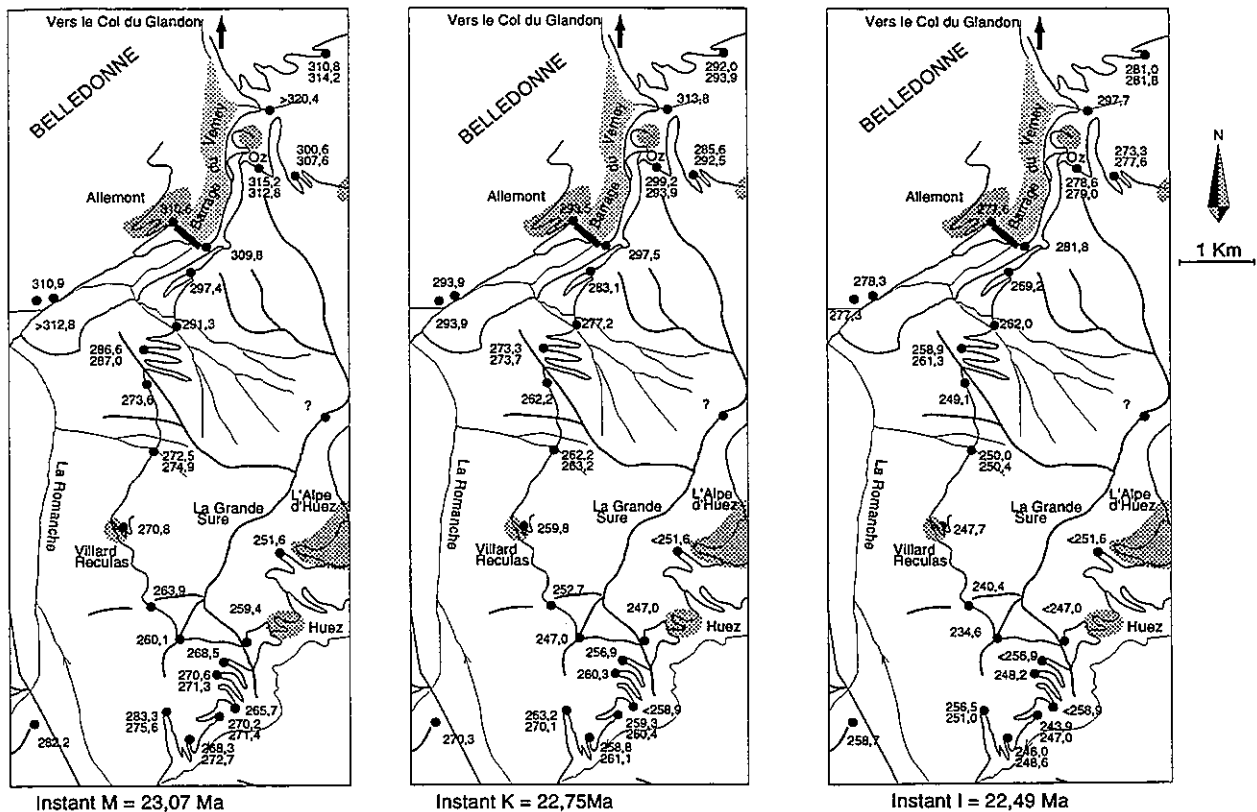 Vers le Col du Glandon
BELLEDONNE
310,8
314,2
>320,4
Barrage du Verney
Oz
300,6
307,6
315,2
312,8
Allemont
309,8
310,9
297,4
>312,8
291,3
286,6
287,0
273,6
?
272,5
274,9
La Romanche
L'Alpe
d'Huez
La Grande
Sure
270,8
251,6
Villard
Reculas
263,9
259,4
Huez
260,1
268,5
270,6
271,3
265,7
283,3
275,6
270,2
271,4
282,2
268,3
272,7
Instant M = 23,07 Ma
Vers le Col du Glandon
BELLEDONNE
292,0
293,9
313,8
Barrage du Verney
Oz
285,6
292,5
299,2
293,9
Allemont
297,5
293,9
283,1
293,9
277,2
273,3
273,7
262,2
?
262,2
263,2
La Romanche
L'Alpe
d'Huez
La Grande
Sure
259,8
<251,6
Villard
Reculas
252,7
247,0
Huez
247,0
256,9
260,3
<258,9
263,2
270,1
259,3
260,4
270,3
258,8
261,1
Instant K = 22,75Ma
Vers le Col du Glandon
BELLEDONNE
281,0
281,8
297,7
Barrage du Verney
Oz
273,3
277,6
278,6
279,0
Allemont
281,8
278,3
277,3
269,2
262,0
258,9
261,3
249,1
?
250,0
250,4
La Romanche
L'Alpe
d'Huez
La Grande
Sure
247,7
<251,6
Villard
Reculas
240,4
<247,0
Huez
234,6
<256,9
248,2
<258,9
256,5
251,0
243,9
247,0
258,7
246,0
248,6
Instant I = 22,49 Ma
N
1 Km